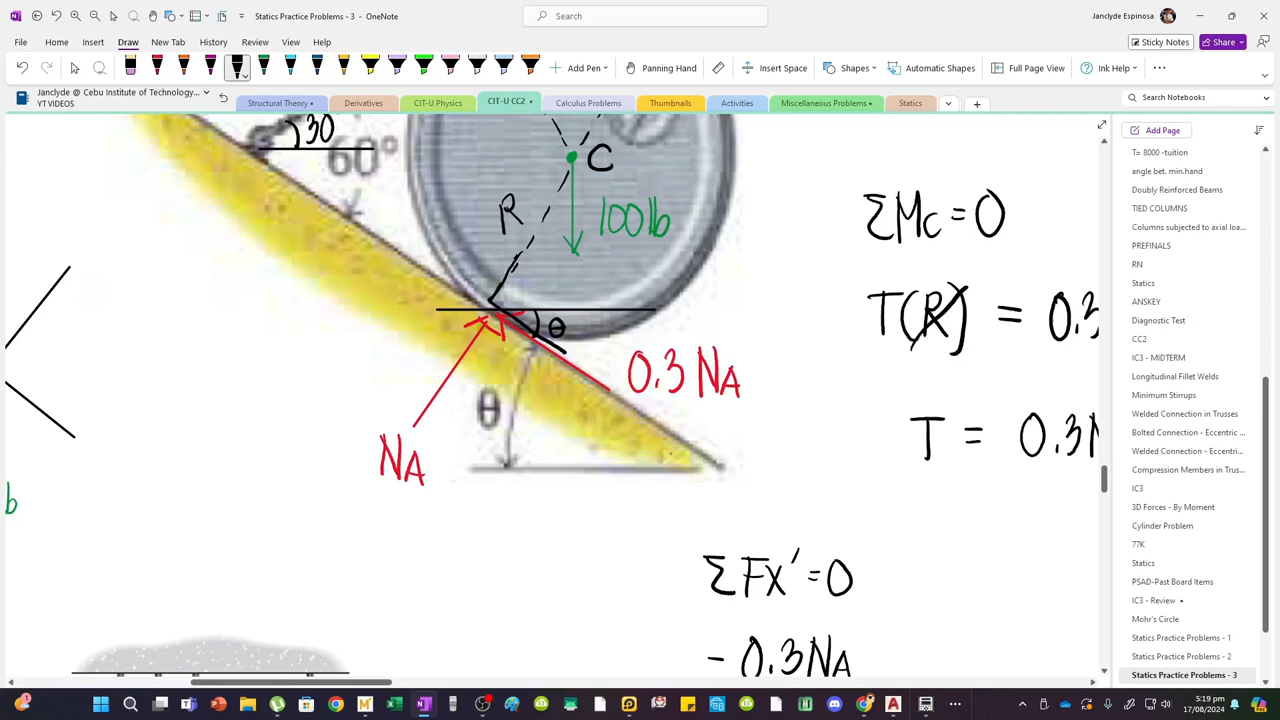 Statics Practice Problems - 3 - OneNote
Search
Janclyde Espinosa
File Home Insert Draw New Tab History Review View Help
Sticky Notes
Share
Add Pen
Panning Hand
Insert Space
Shapes
Automatic Shapes
Full Page View
Ink Help
Janclyde @ Cebu Institute of Technology...
YT VIDEOS
Structural Theory
Derivatives
CIT-U Physics
CIT-U CC2
Calculus Problems
Thumbnails
Activities
Miscellaneous Problems
Statics
Search Notebooks
Add Page
T= 8000 -tuition
angle bet. min.hand
Doubly Reinforced Beams
TIED COLUMNS
Columns subjected to axial loa...
PREFINALS
RN
Statics
ANSKEY
Diagnostic Test
CC2
IC3 - MIDTERM
Longitudinal Fillet Welds
Minimum Stirrups
Welded Connection in Trusses
Bolted Connection - Eccentric ...
Welded Connection - Eccentri...
Compression Members in Trus...
IC3
3D Forces - By Moment
Cylinder Problem
77K
Statics
PSAD-Past Board Items
IC3 - Review
Mohr's Circle
Statics Practice Problems - 1
Statics Practice Problems - 2
Statics Practice Problems - 3
30
60°
C
R
100lb
θ
0.3 NA
θ
NA
b
ΣMc = 0
T(R) = 0.3
T = 0.3N
ΣFx' = 0
- 0.3NA
5:19 pm
17/08/2024